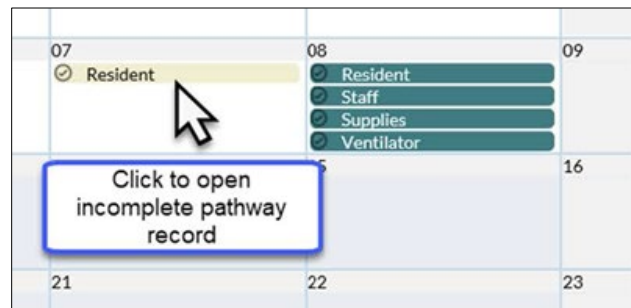 07 08 09
Resident Resident
Staff
Supplies
Ventilator
16
Click to open
incomplete pathway
record
21 22 23